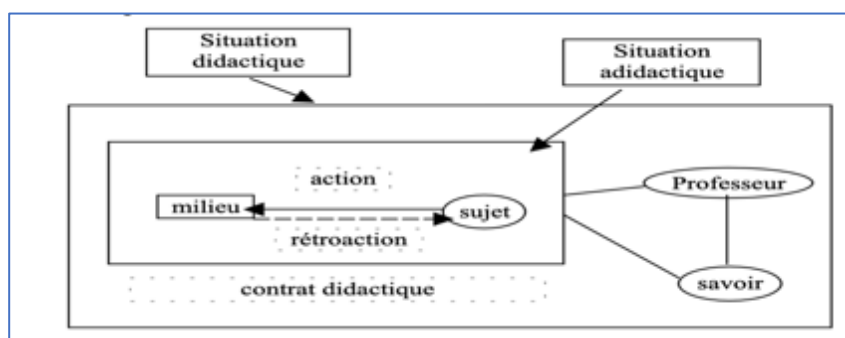 Situation
didactique
Situation
adidactique
action
milieu
sujet
rétroaction
Professeur
savoir
contrat didactique